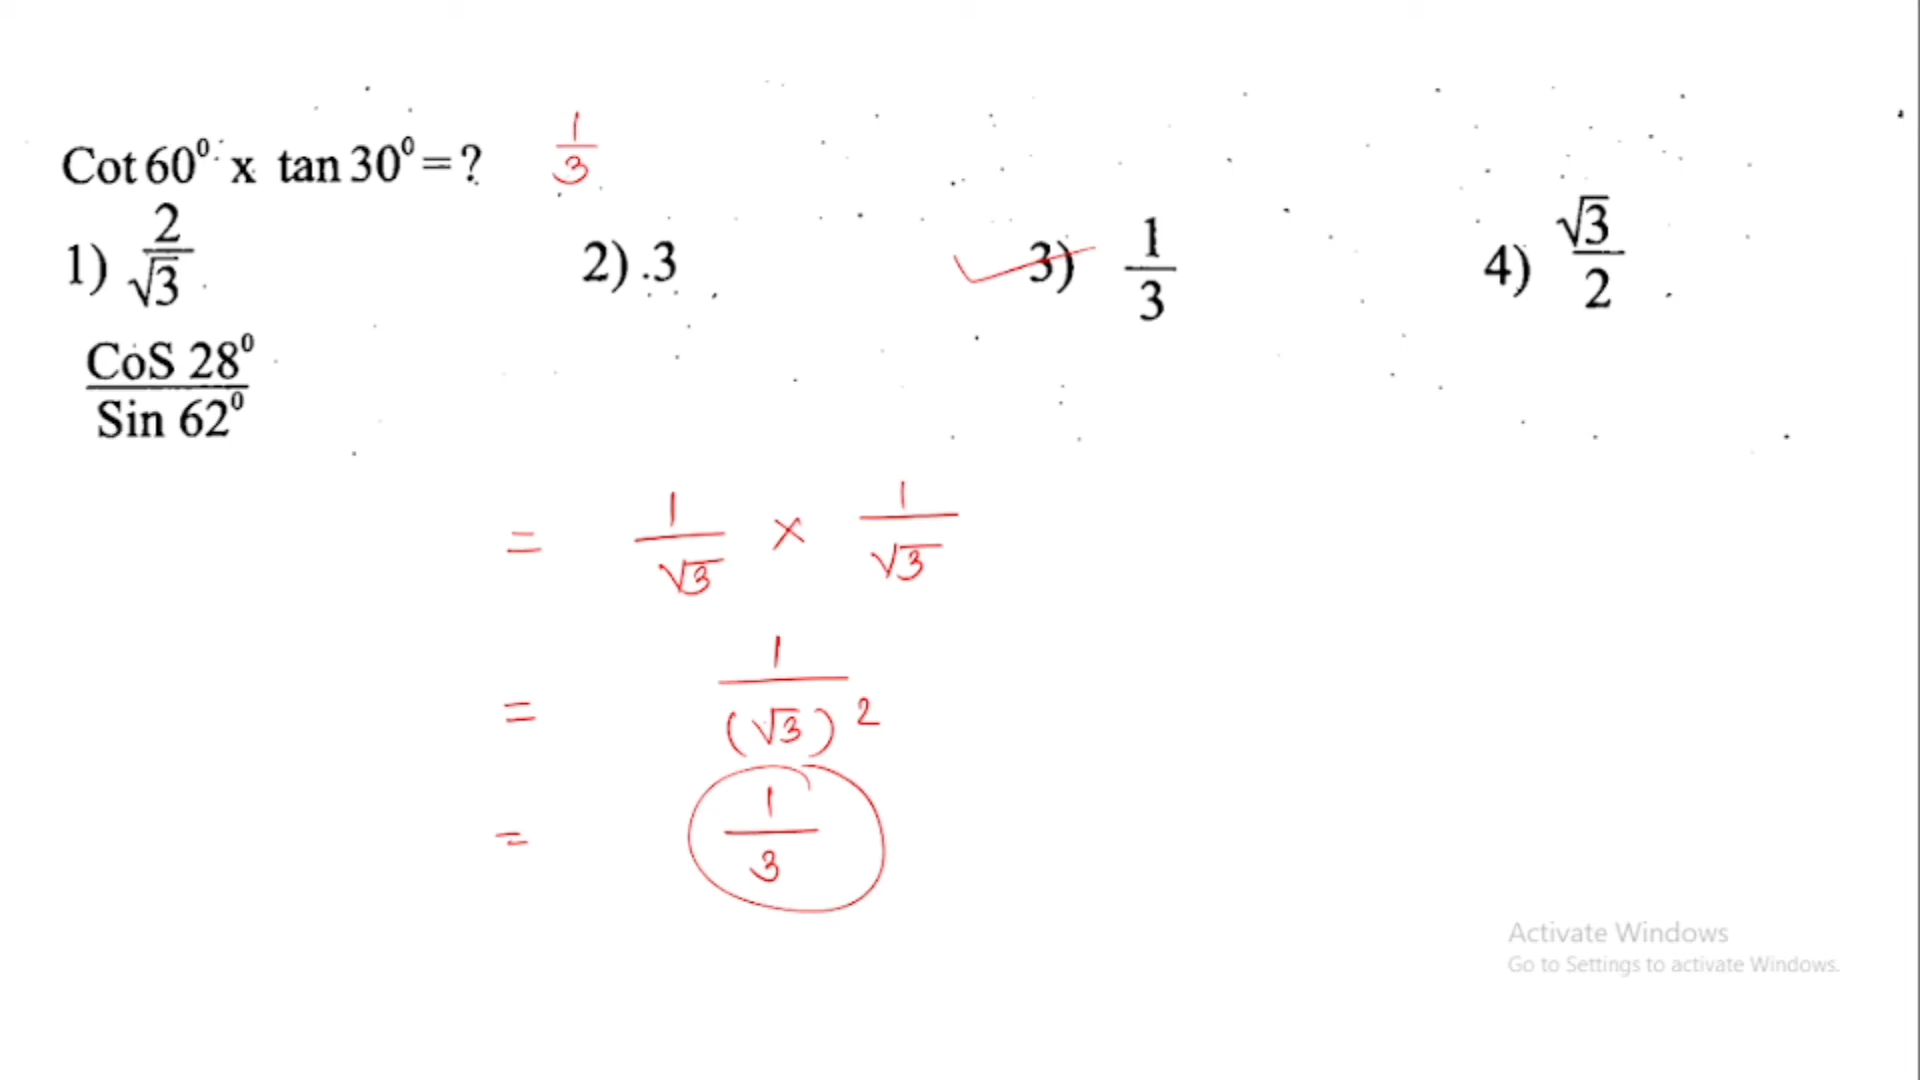 Cot 60⁰ x tan 30⁰ = ? 1/3
1) 2/√3 2) .3 3) 1/3 4) √3/2
CoS 28⁰
Sin 62⁰
= 1/√3 × 1/√3
= 1/(√3)²
= 1/3
Activate Windows
Go to Settings to activate Windows.